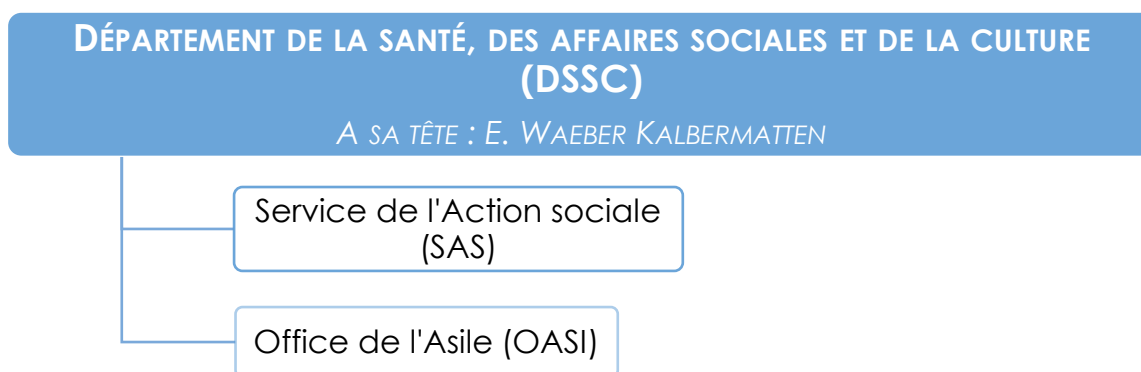 DÉPARTEMENT DE LA SANTÉ, DES AFFAIRES SOCIALES ET DE LA CULTURE
(DSSC)
A SA TÊTE : E. WAEBER KALBERMATTEN
Service de l'Action sociale
(SAS)
Office de l'Asile (OASI)